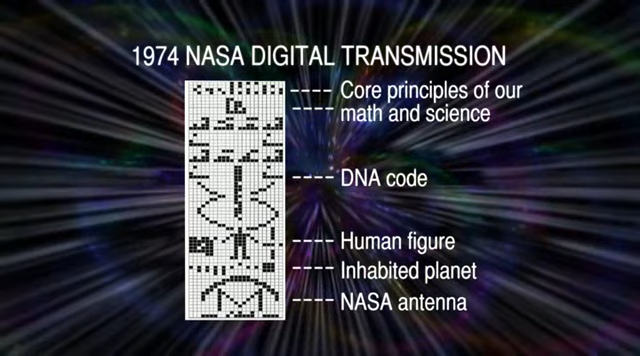 1974 NASA DIGITAL TRANSMISSION
Core principles of our
math and science
DNA code
Human figure
Inhabited planet
NASA antenna